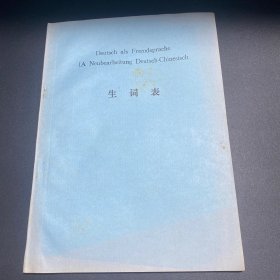 Deutsch als Fremdsprache
IA Neubearbeitung Deutsch-Chinesisch
生词表